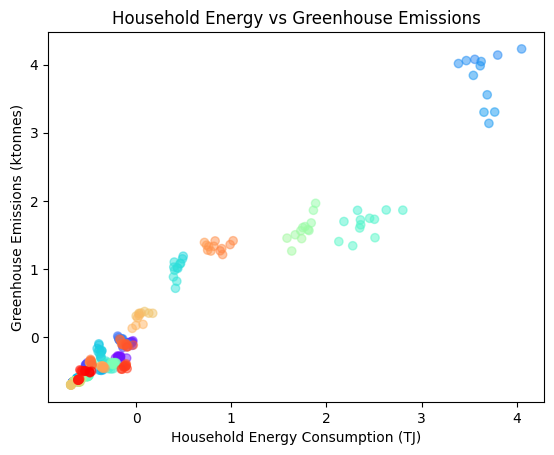 Household Energy vs Greenhouse Emissions
Greenhouse Emissions (ktonnes)
4
3
2
1
0
0 1 2 3 4
Household Energy Consumption (TJ)